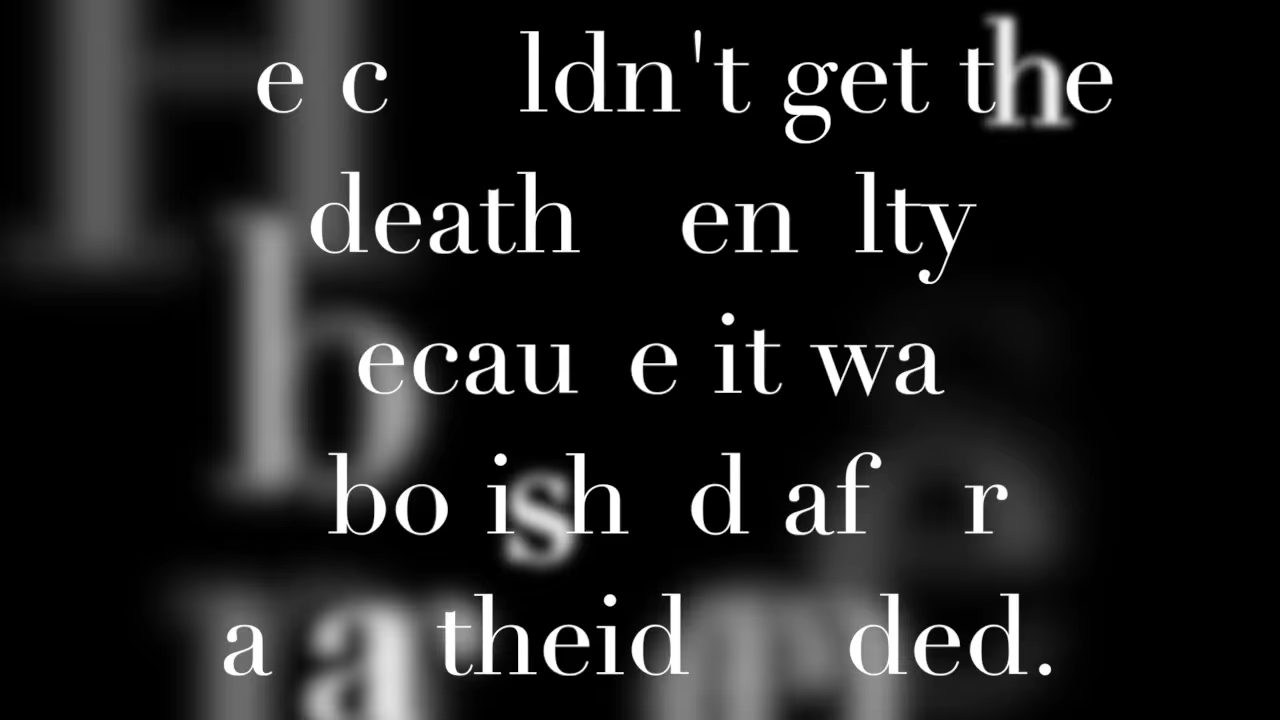 e c ldn't get the
death en lty
ecau e it wa
bo ish d af r
a theid ded.